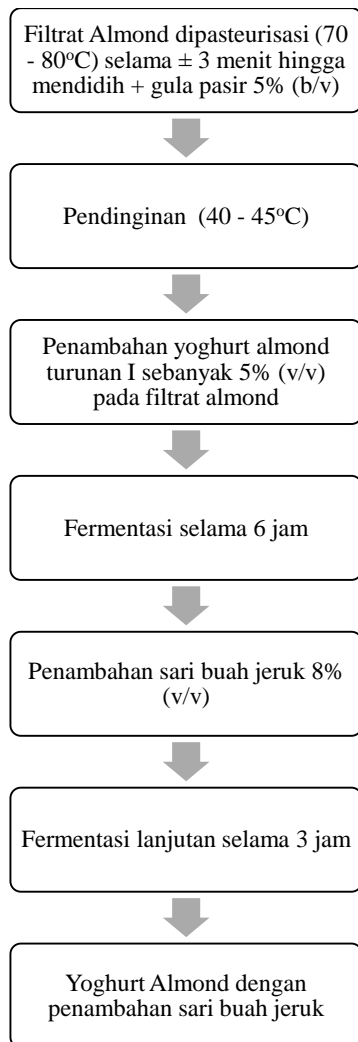 Filtrat Almond dipasteurisasi (70
- 80°C) selama ± 3 menit hingga
mendidih + gula pasir 5% (b/v)
Pendinginan (40 - 45°C)
Penambahan yoghurt almond
turunan I sebanyak 5% (v/v)
pada filtrat almond
Fermentasi selama 6 jam
Penambahan sari buah jeruk 8%
(v/v)
Fermentasi lanjutan selama 3 jam
Yoghurt Almond dengan
penambahan sari buah jeruk